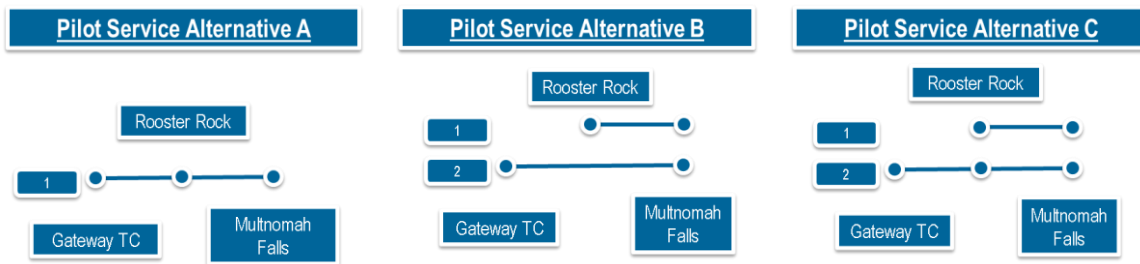 Pilot Service Alternative A
Rooster Rock
1
Gateway TC
Multnomah
Falls
Pilot Service Alternative B
Rooster Rock
1
2
Gateway TC
Multnomah
Falls
Pilot Service Alternative C
Rooster Rock
1
2
Gateway TC
Multnomah
Falls